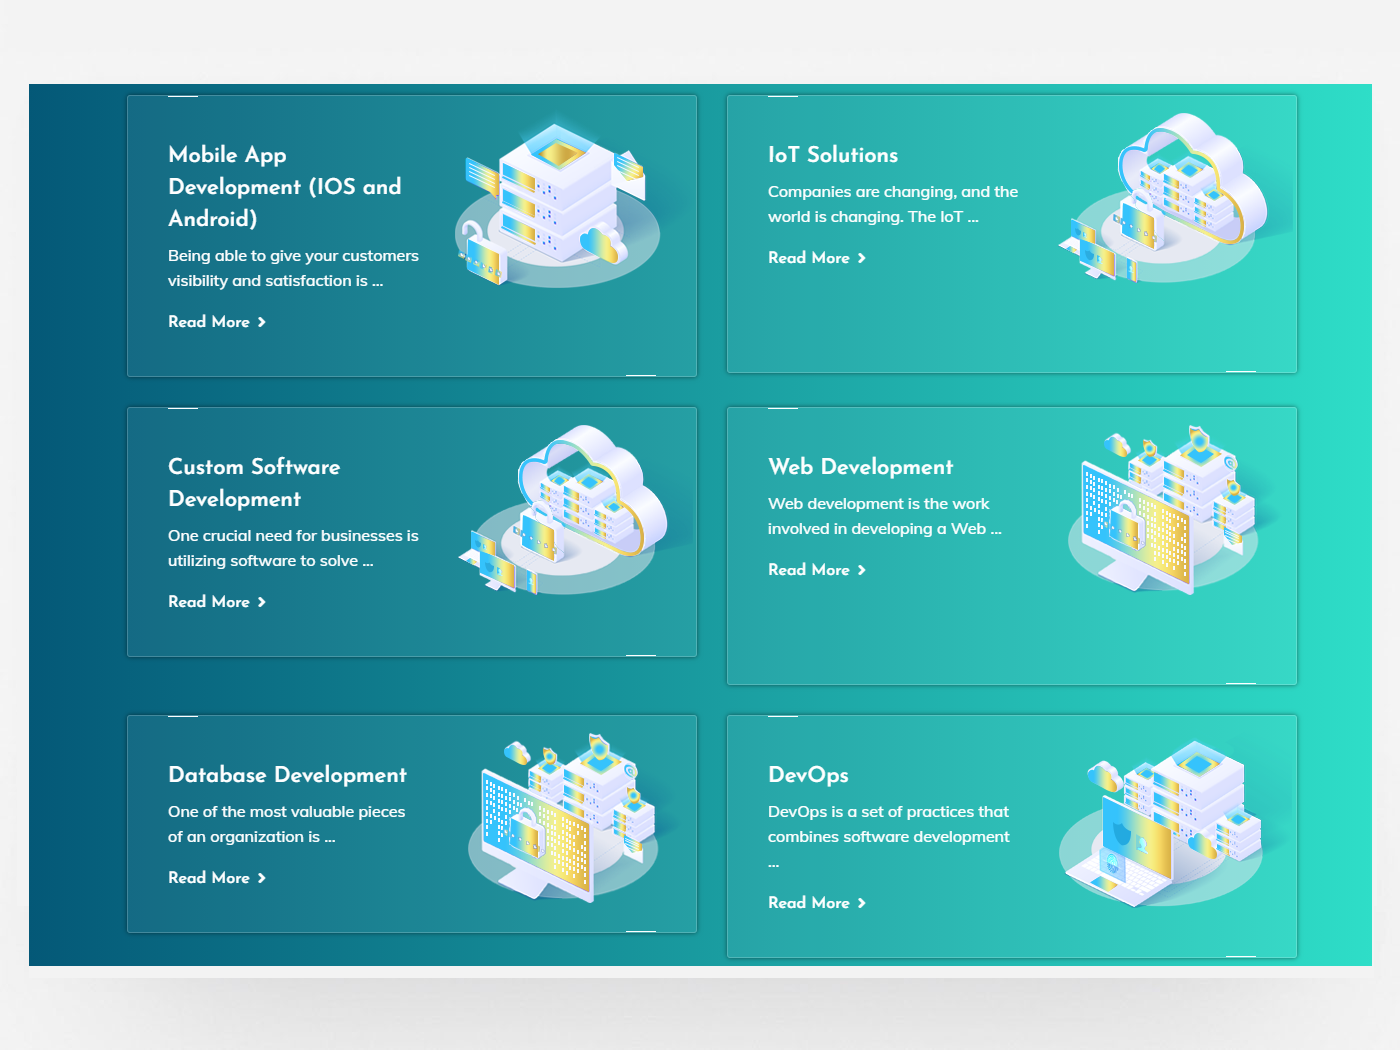 Mobile App
Development (IOS and
Android)
Being able to give your customers
visibility and satisfaction is ...
Read More
IoT Solutions
Companies are changing, and the
world is changing. The IoT ...
Read More
Custom Software
Development
One crucial need for businesses is
utilizing software to solve ...
Read More
Web Development
Web development is the work
involved in developing a Web ...
Read More
Database Development
One of the most valuable pieces
of an organization is ...
Read More
DevOps
DevOps is a set of practices that
combines software development
...
Read More